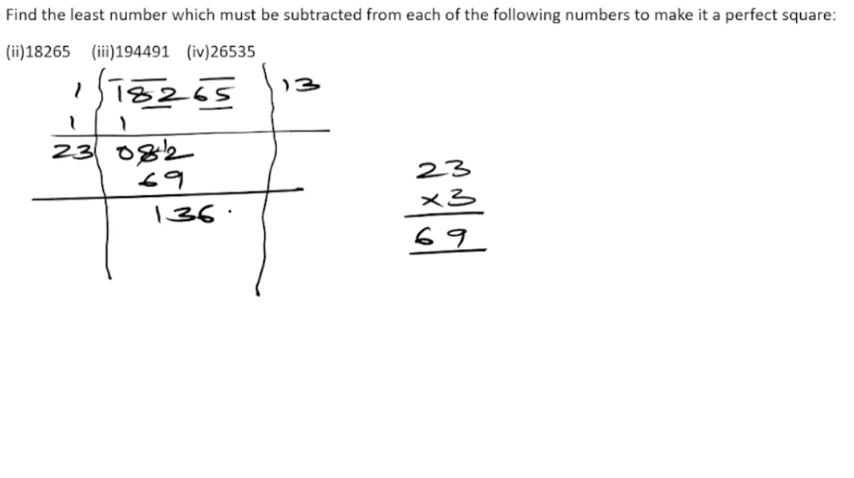 Find the least number which must be subtracted from each of the following numbers to make it a perfect square:
(ii)18265 (iii)194491 (iv)26535
1 18265 13
1 1
23 082
69
136
23
×3
69